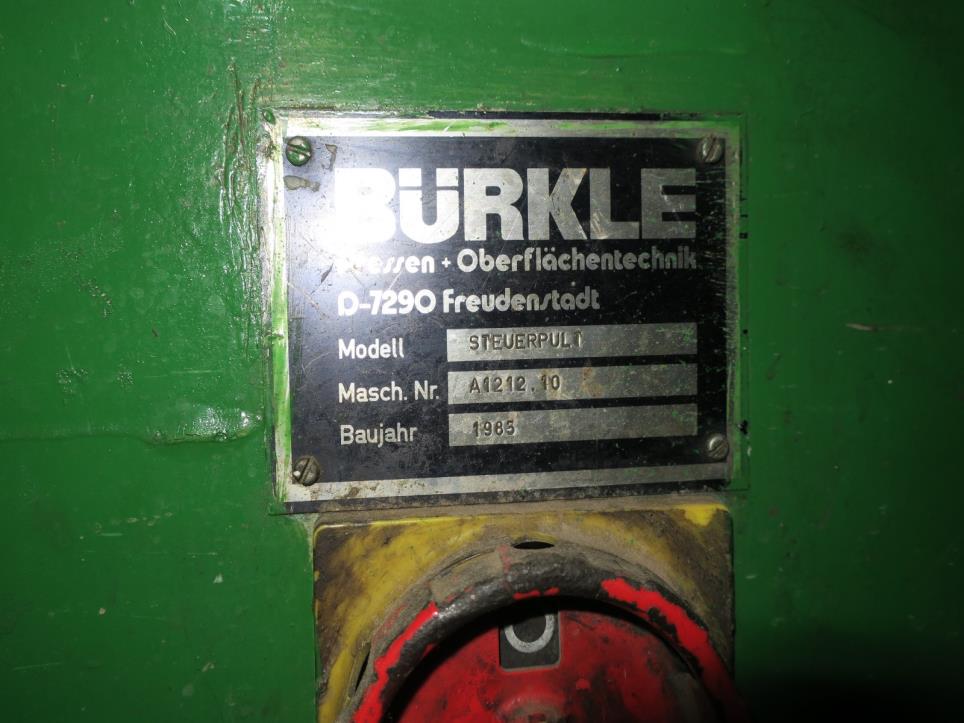 BÜRKLE
Pressen + Oberflächentechnik
D-7290 Freudenstadt
Modell STEUERPULT
Masch. Nr. A1212.10
Baujahr 1985